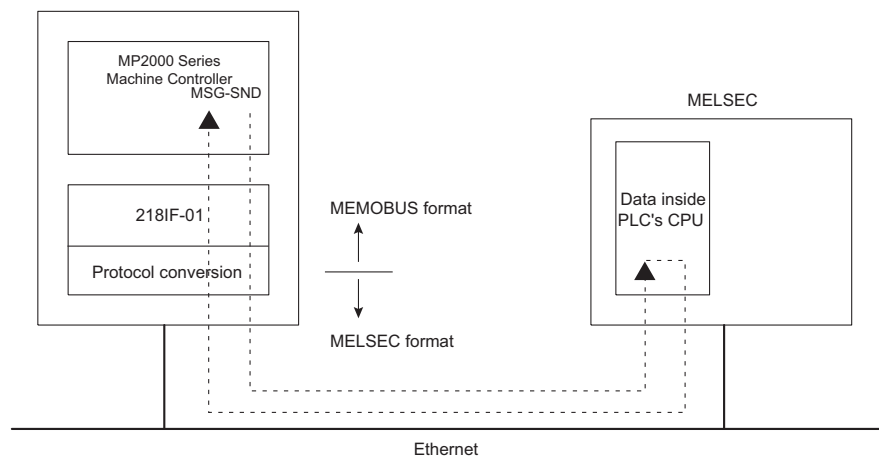 MP2000 Series
Machine Controller
MSG-SND
218IF-01
Protocol conversion
MEMOBUS format
MELSEC format
MELSEC
Data inside
PLC's CPU
Ethernet